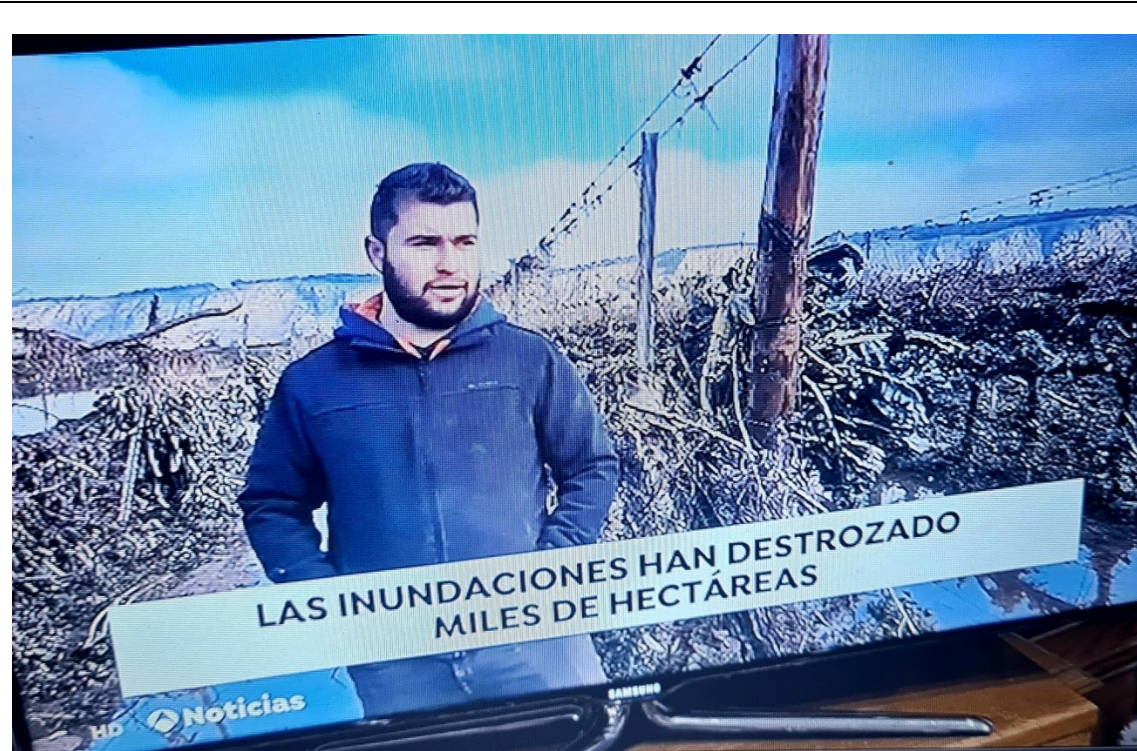 LAS INUNDACIONES HAN DESTROZADO
MILES DE HECTÁREAS
HD Noticias
SAMSUNG